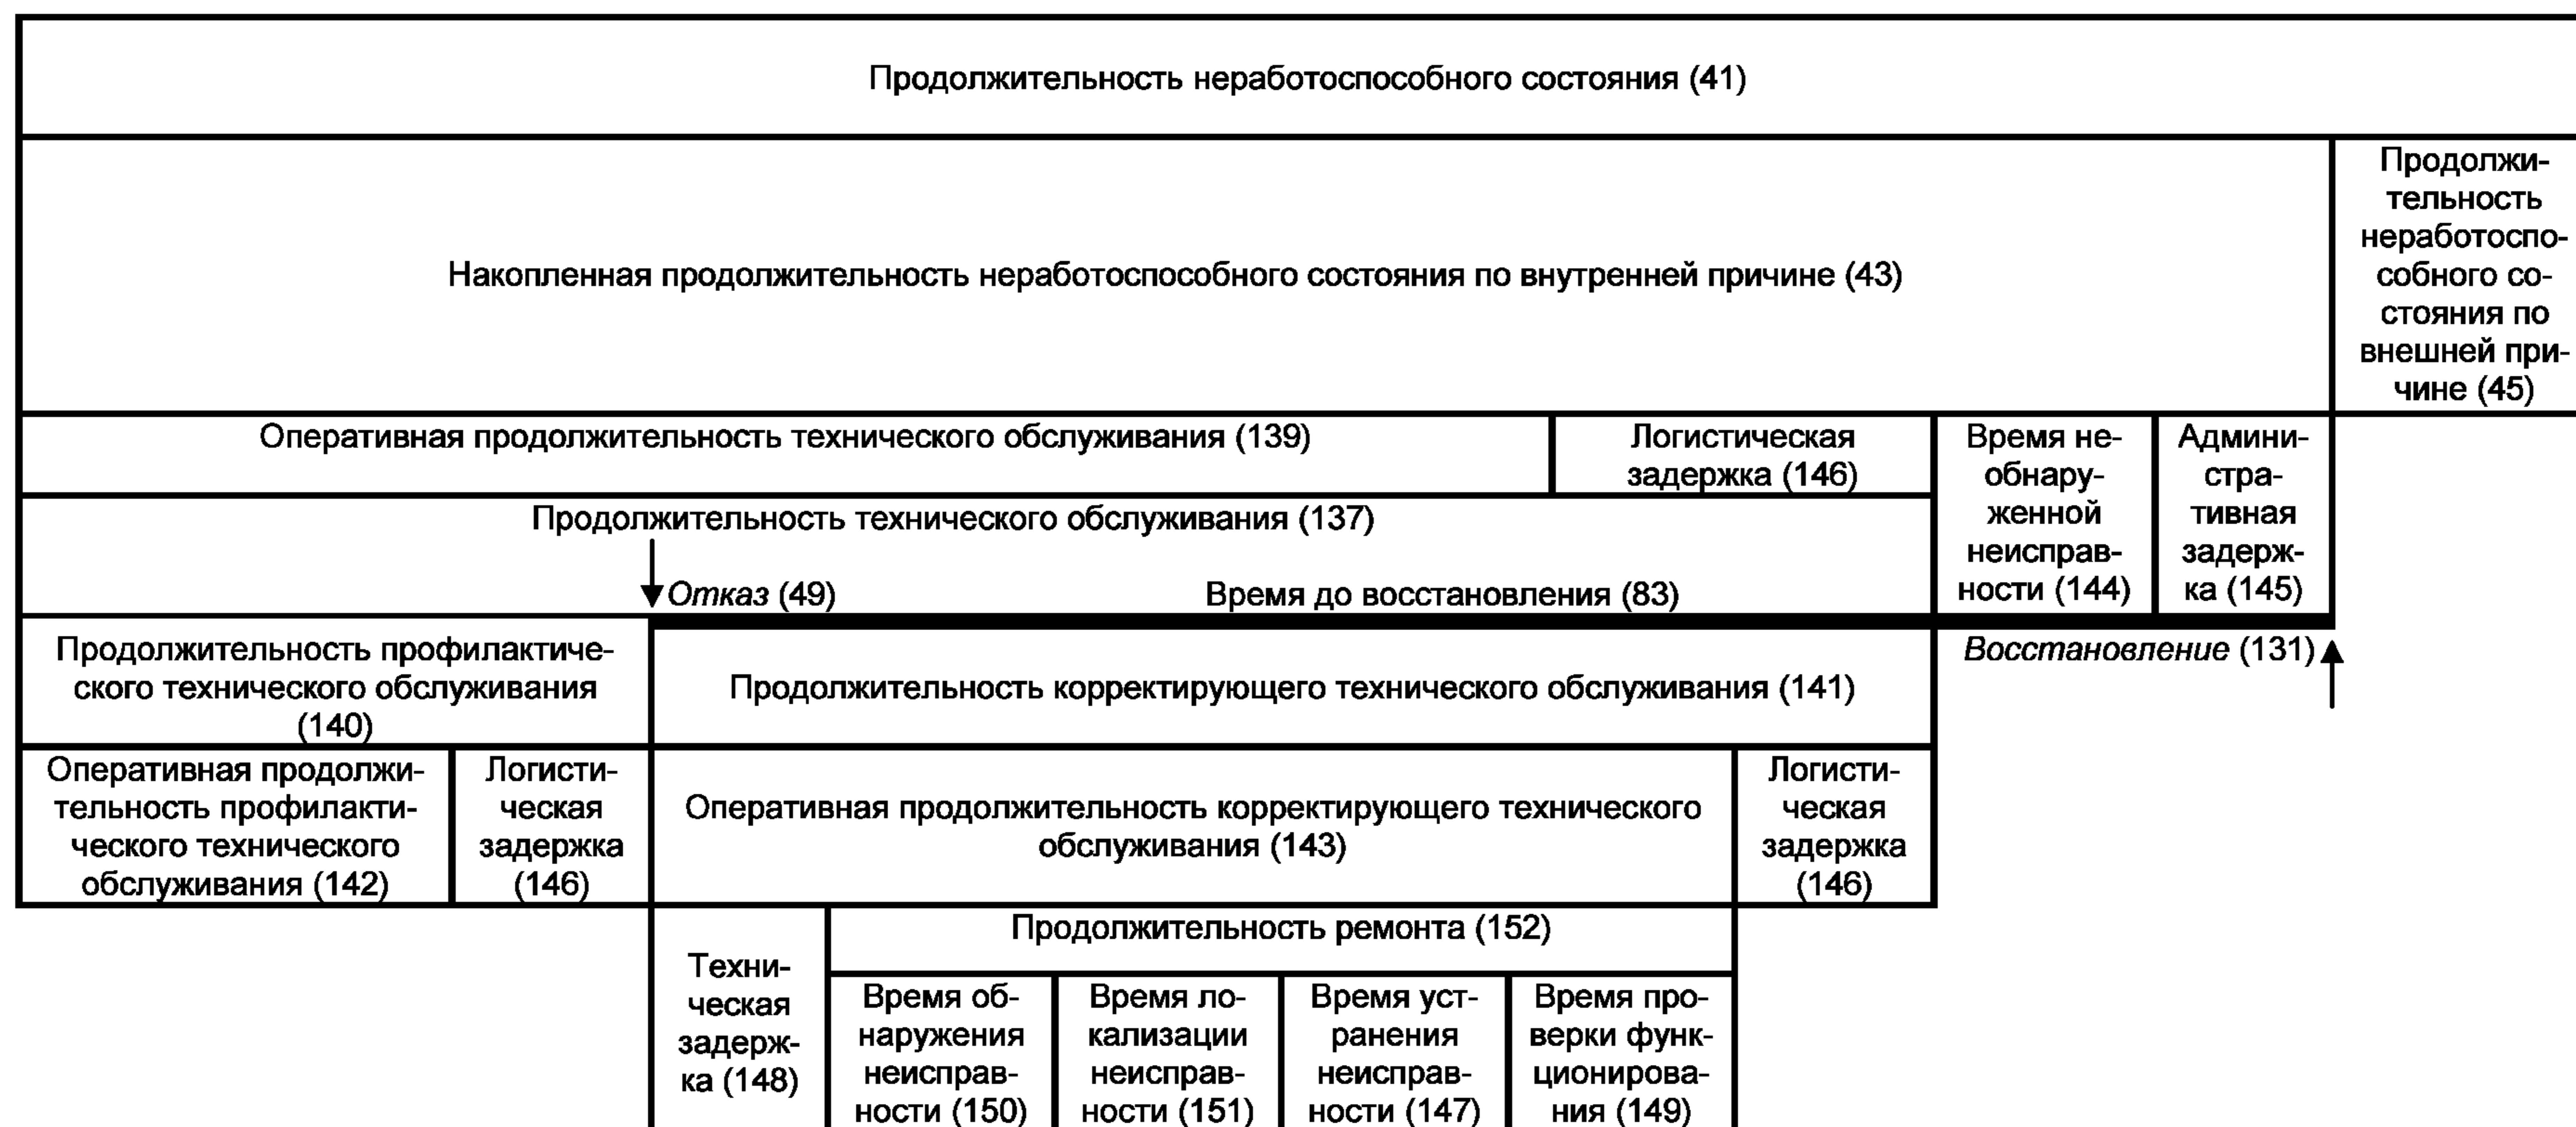 Продолжительность неработоспособного состояния (41)
Накопленная продолжительность неработоспособного состояния по внутренней причине (43)
Продолжи-
тельность
неработоспо-
собного со-
стояния по
внешней при-
чине (45)
Оперативная продолжительность технического обслуживания (139)
Логистическая
задержка (146)
Время не-
обнару-
женной
неисправ-
ности (144)
Админи-
стра-
тивная
задерж-
ка (145)
Продолжительность технического обслуживания (137)
Отказ (49)
Время до восстановления (83)
Продолжительность профилактиче-
ского технического обслуживания
(140)
Продолжительность корректирующего технического обслуживания (141)
Восстановление (131)
Оперативная продолжи-
тельность профилакти-
ческого технического
обслуживания (142)
Логисти-
ческая
задержка
(146)
Оперативная продолжительность корректирующего технического
обслуживания (143)
Логисти-
ческая
задержка
(146)
Техни-
ческая
задерж-
ка (148)
Продолжительность ремонта (152)
Время об-
наружения
неисправ-
ности (150)
Время ло-
кализации
неисправ-
ности (151)
Время уст-
ранения
неисправ-
ности (147)
Время про-
верки функ-
ционирова-
ния (149)